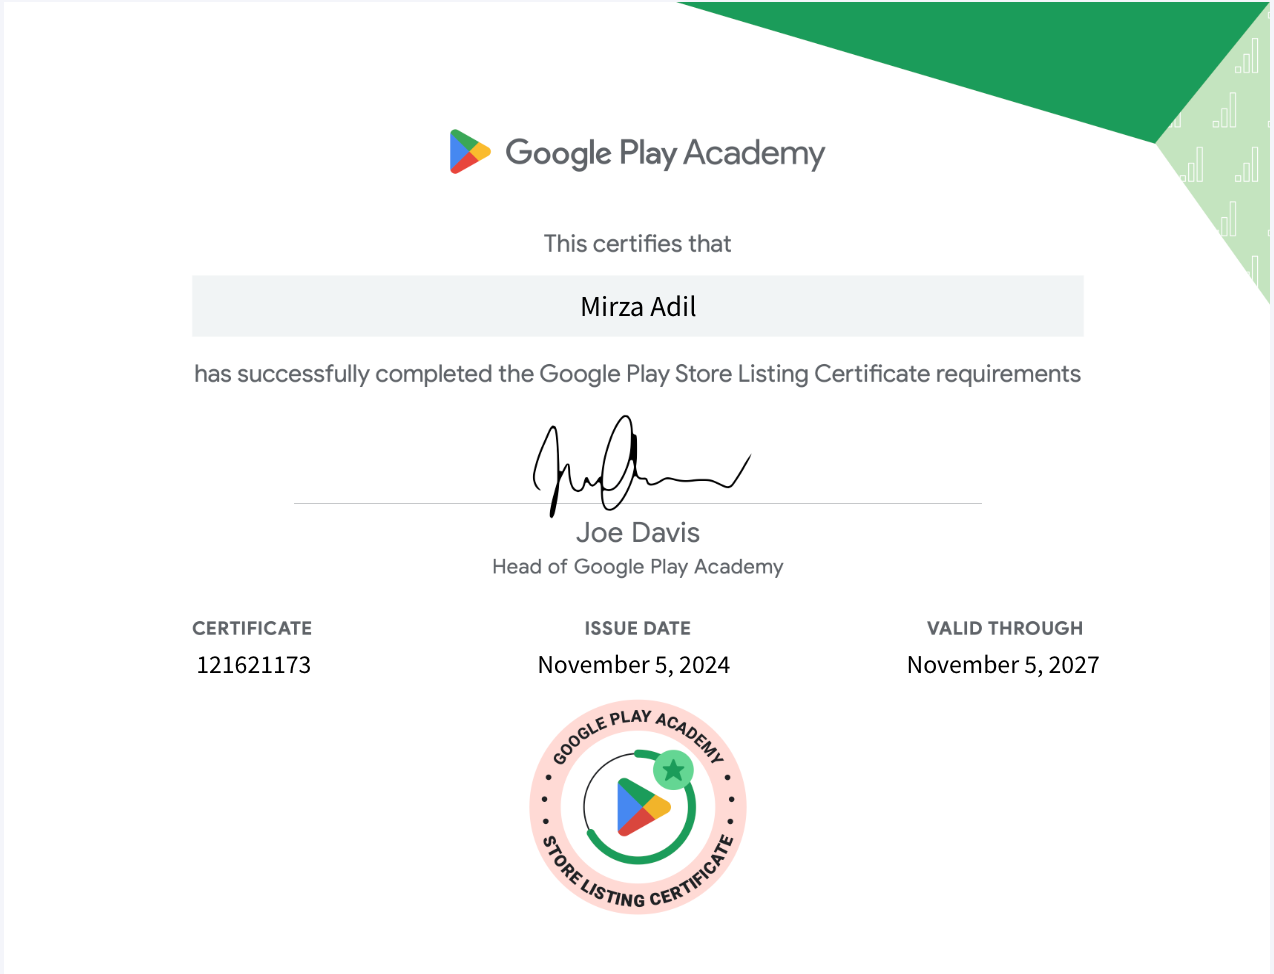 Google Play Academy
This certifies that
Mirza Adil
has successfully completed the Google Play Store Listing Certificate requirements
Joe Davis
Head of Google Play Academy
CERTIFICATE
121621173
ISSUE DATE
November 5, 2024
VALID THROUGH
November 5, 2027
GOOGLE PLAY ACADEMY
STORE LISTING CERTIFICATE